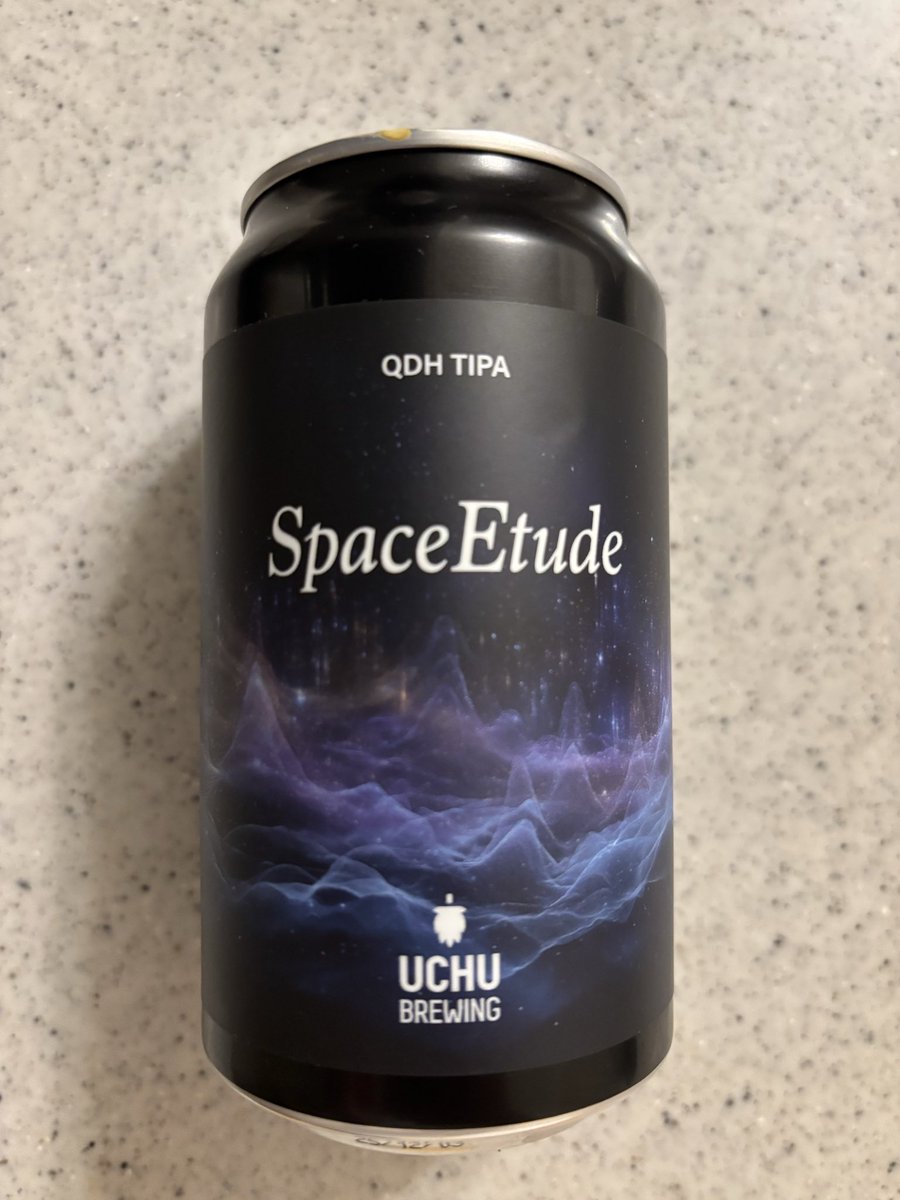 QDH TIPA
SpaceEtude
UCHU
BREWING